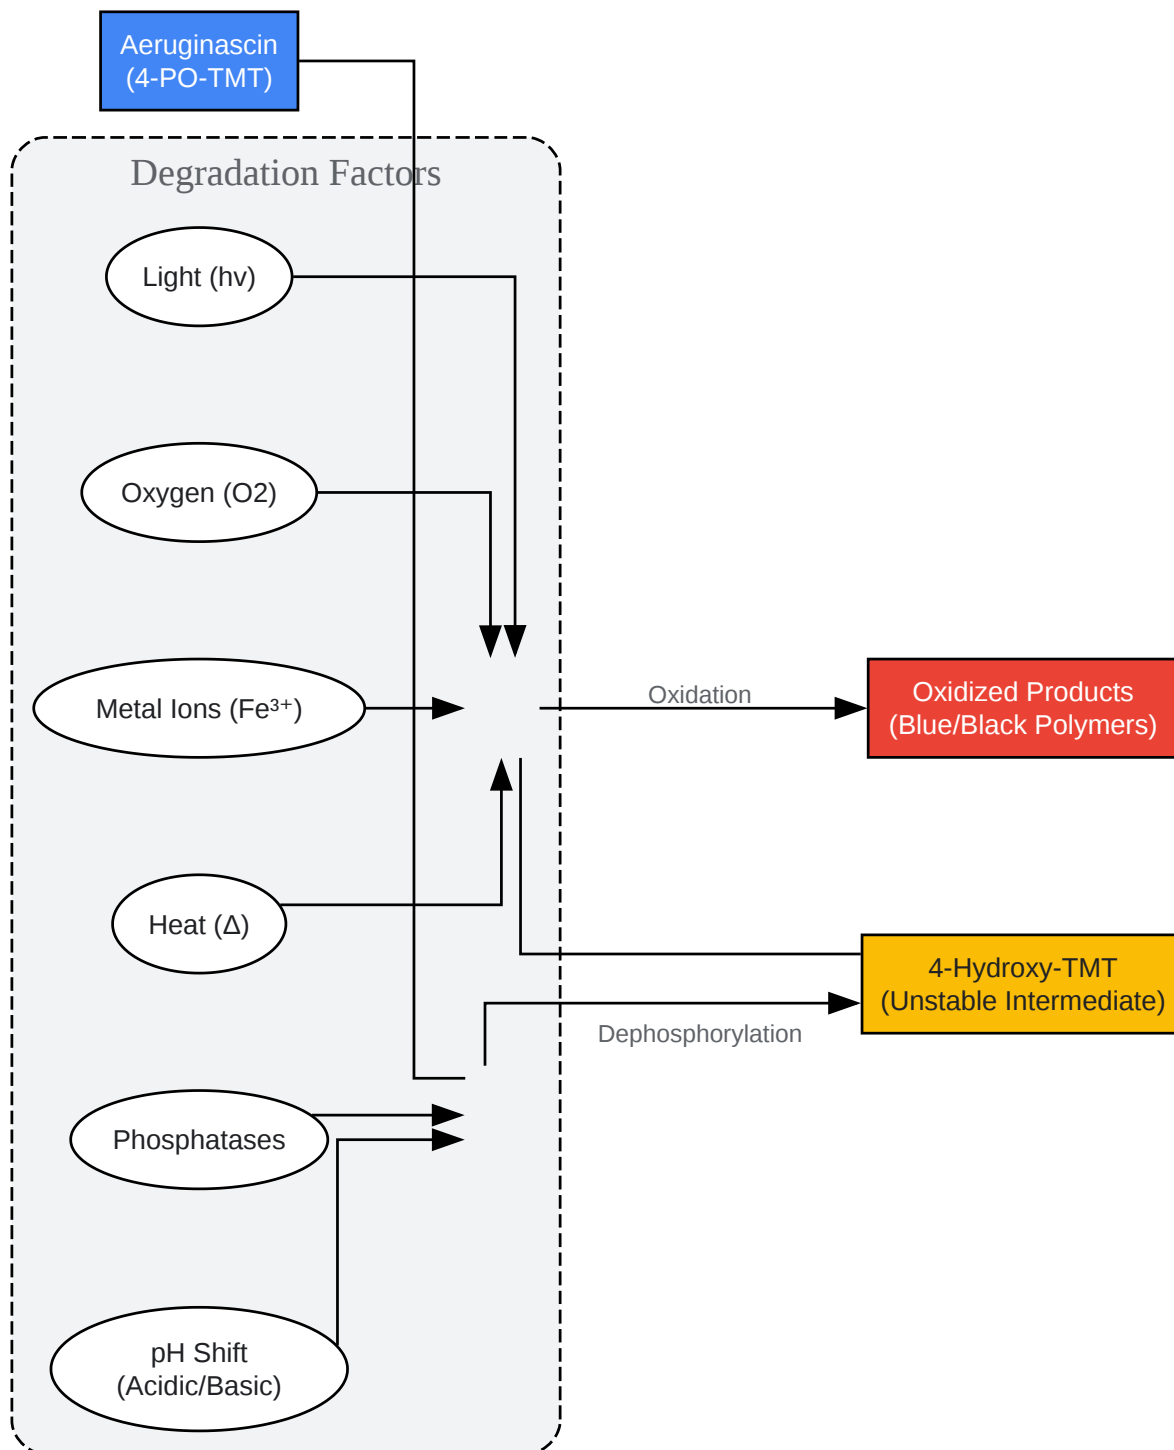 Aeruginascin
(4-PO-TMT)
Degradation Factors
Light (hv)
Oxygen (O2)
Metal Ions (Fe³⁺)
Oxidation
Oxidized Products
(Blue/Black Polymers)
Heat (Δ)
4-Hydroxy-TMT
(Unstable Intermediate)
Dephosphorylation
Phosphatases
pH Shift
(Acidic/Basic)